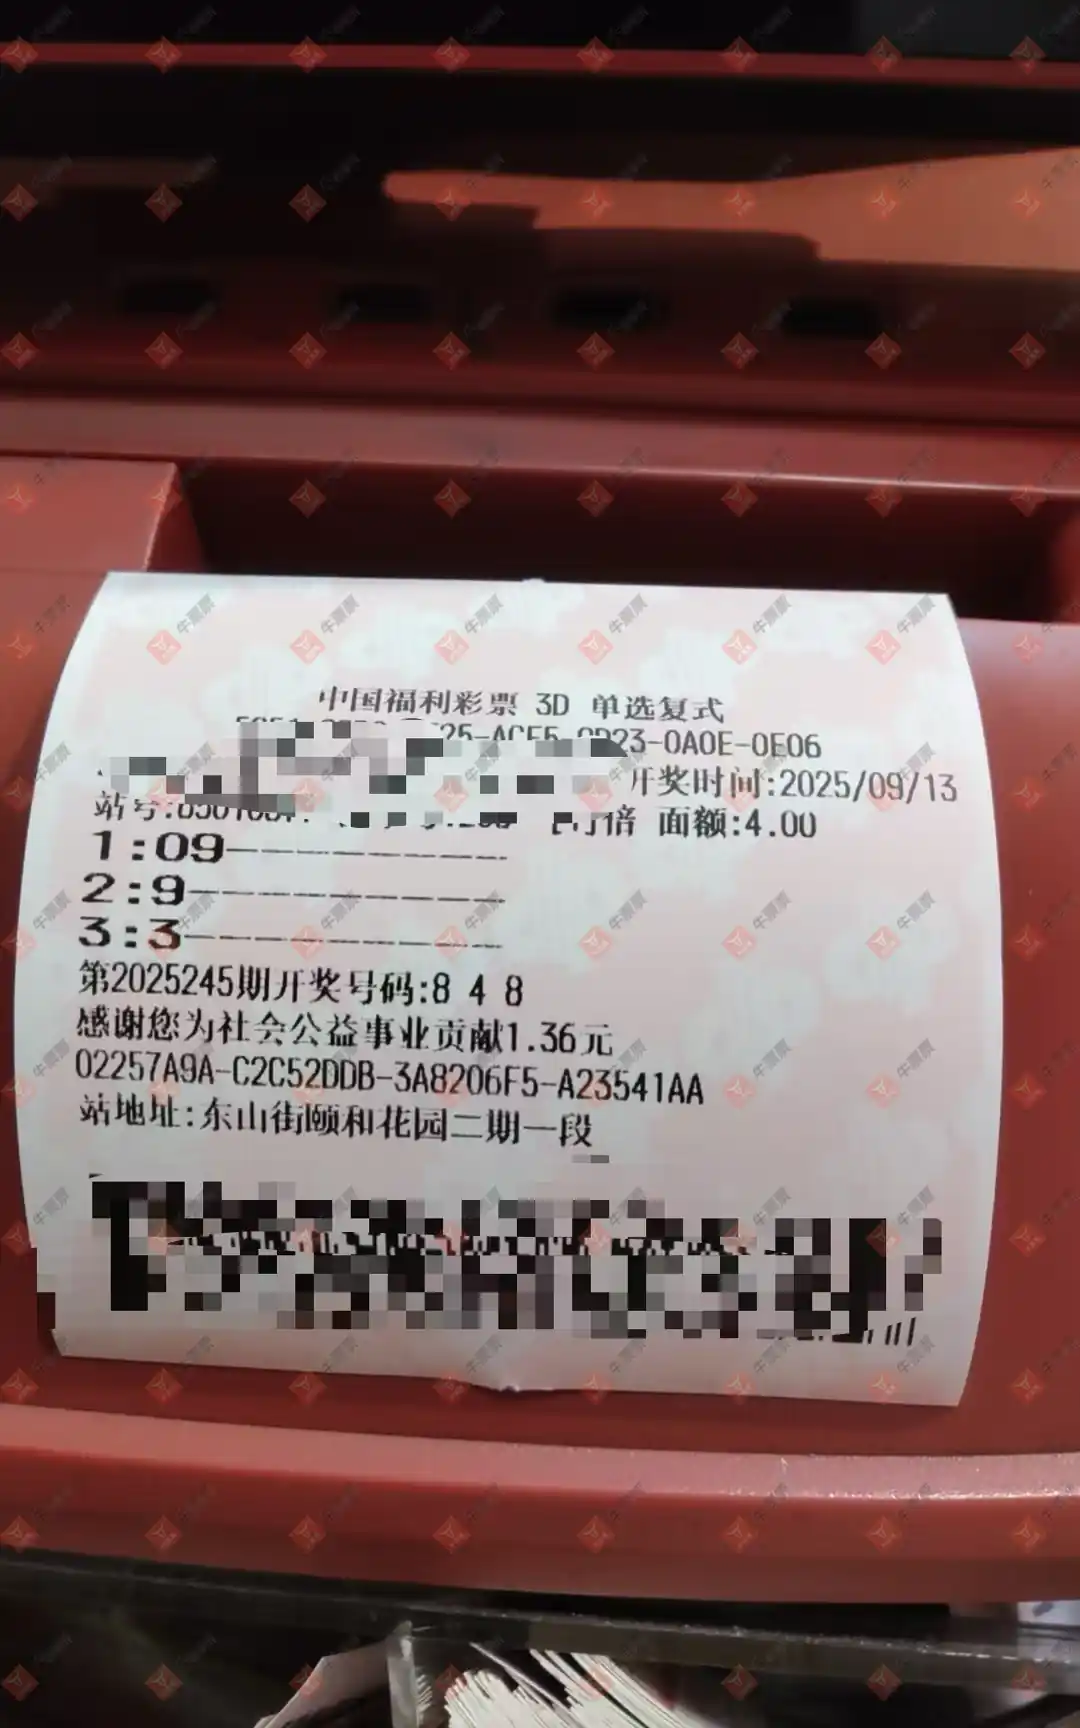 中国福利彩票 3D 单选复式
0A0E-0E06
开奖时间:2025/09/13
站号: 倍 面额:4.00
1:09----------
2:9----------
3:3----------
第2025245期开奖号码:8 4 8
感谢您为社会公益事业贡献1.36元
02257A9A-C2C52DDB-3A8206F5-A23541AA
站地址:东山街颐和花园二期一段
牛票票